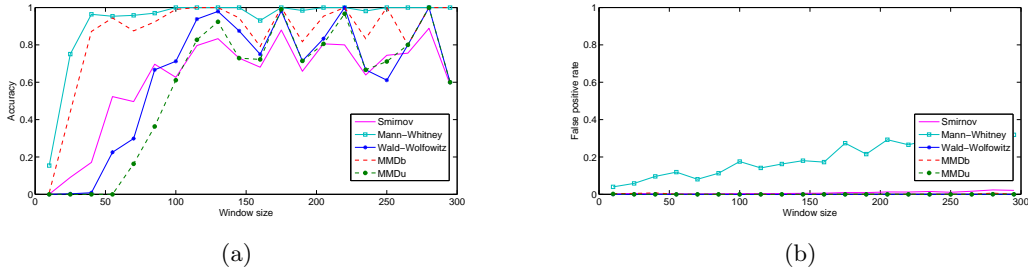 1
0.8
0.6
0.4
0.2
0
0 50 100 150 200 250 300
Accuracy
Window size
Smirnov
Mann−Whitney
Wald−Wolfowitz
MMDb
MMDu
(a)
1
0.8
0.6
0.4
0.2
0
0 50 100 150 200 250 300
False positive rate
Window size
Smirnov
Mann−Whitney
Wald−Wolfowitz
MMDb
MMDu
(b)